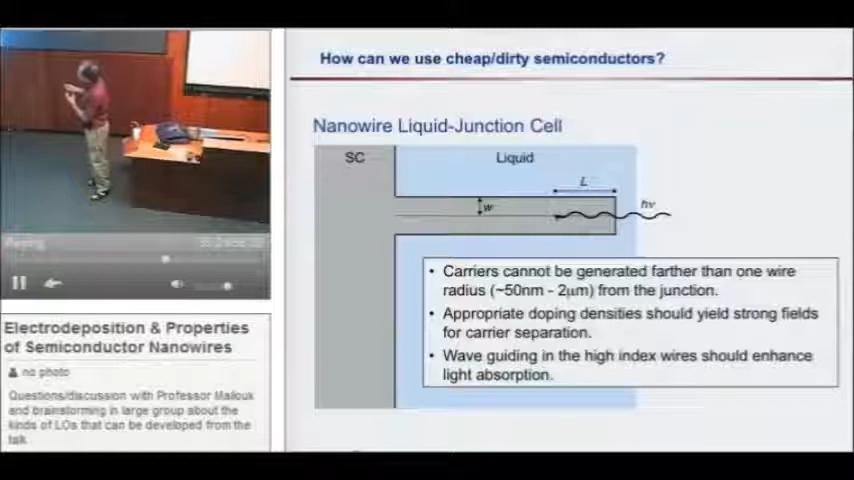 How can we use cheap/dirty semiconductors?
Nanowire Liquid-Junction Cell
SC
Liquid
L
w
hν
• Carriers cannot be generated farther than one wire
radius (~50nm - 2μm) from the junction.
• Appropriate doping densities should yield strong fields
for carrier separation.
• Wave guiding in the high index wires should enhance
light absorption.
Electrodeposition & Properties
of Semiconductor Nanowires
no photo
Questions/discussion with Professor Mallouk
and brainstorming in large group about the
kinds of LOs that can be developed from the
talk